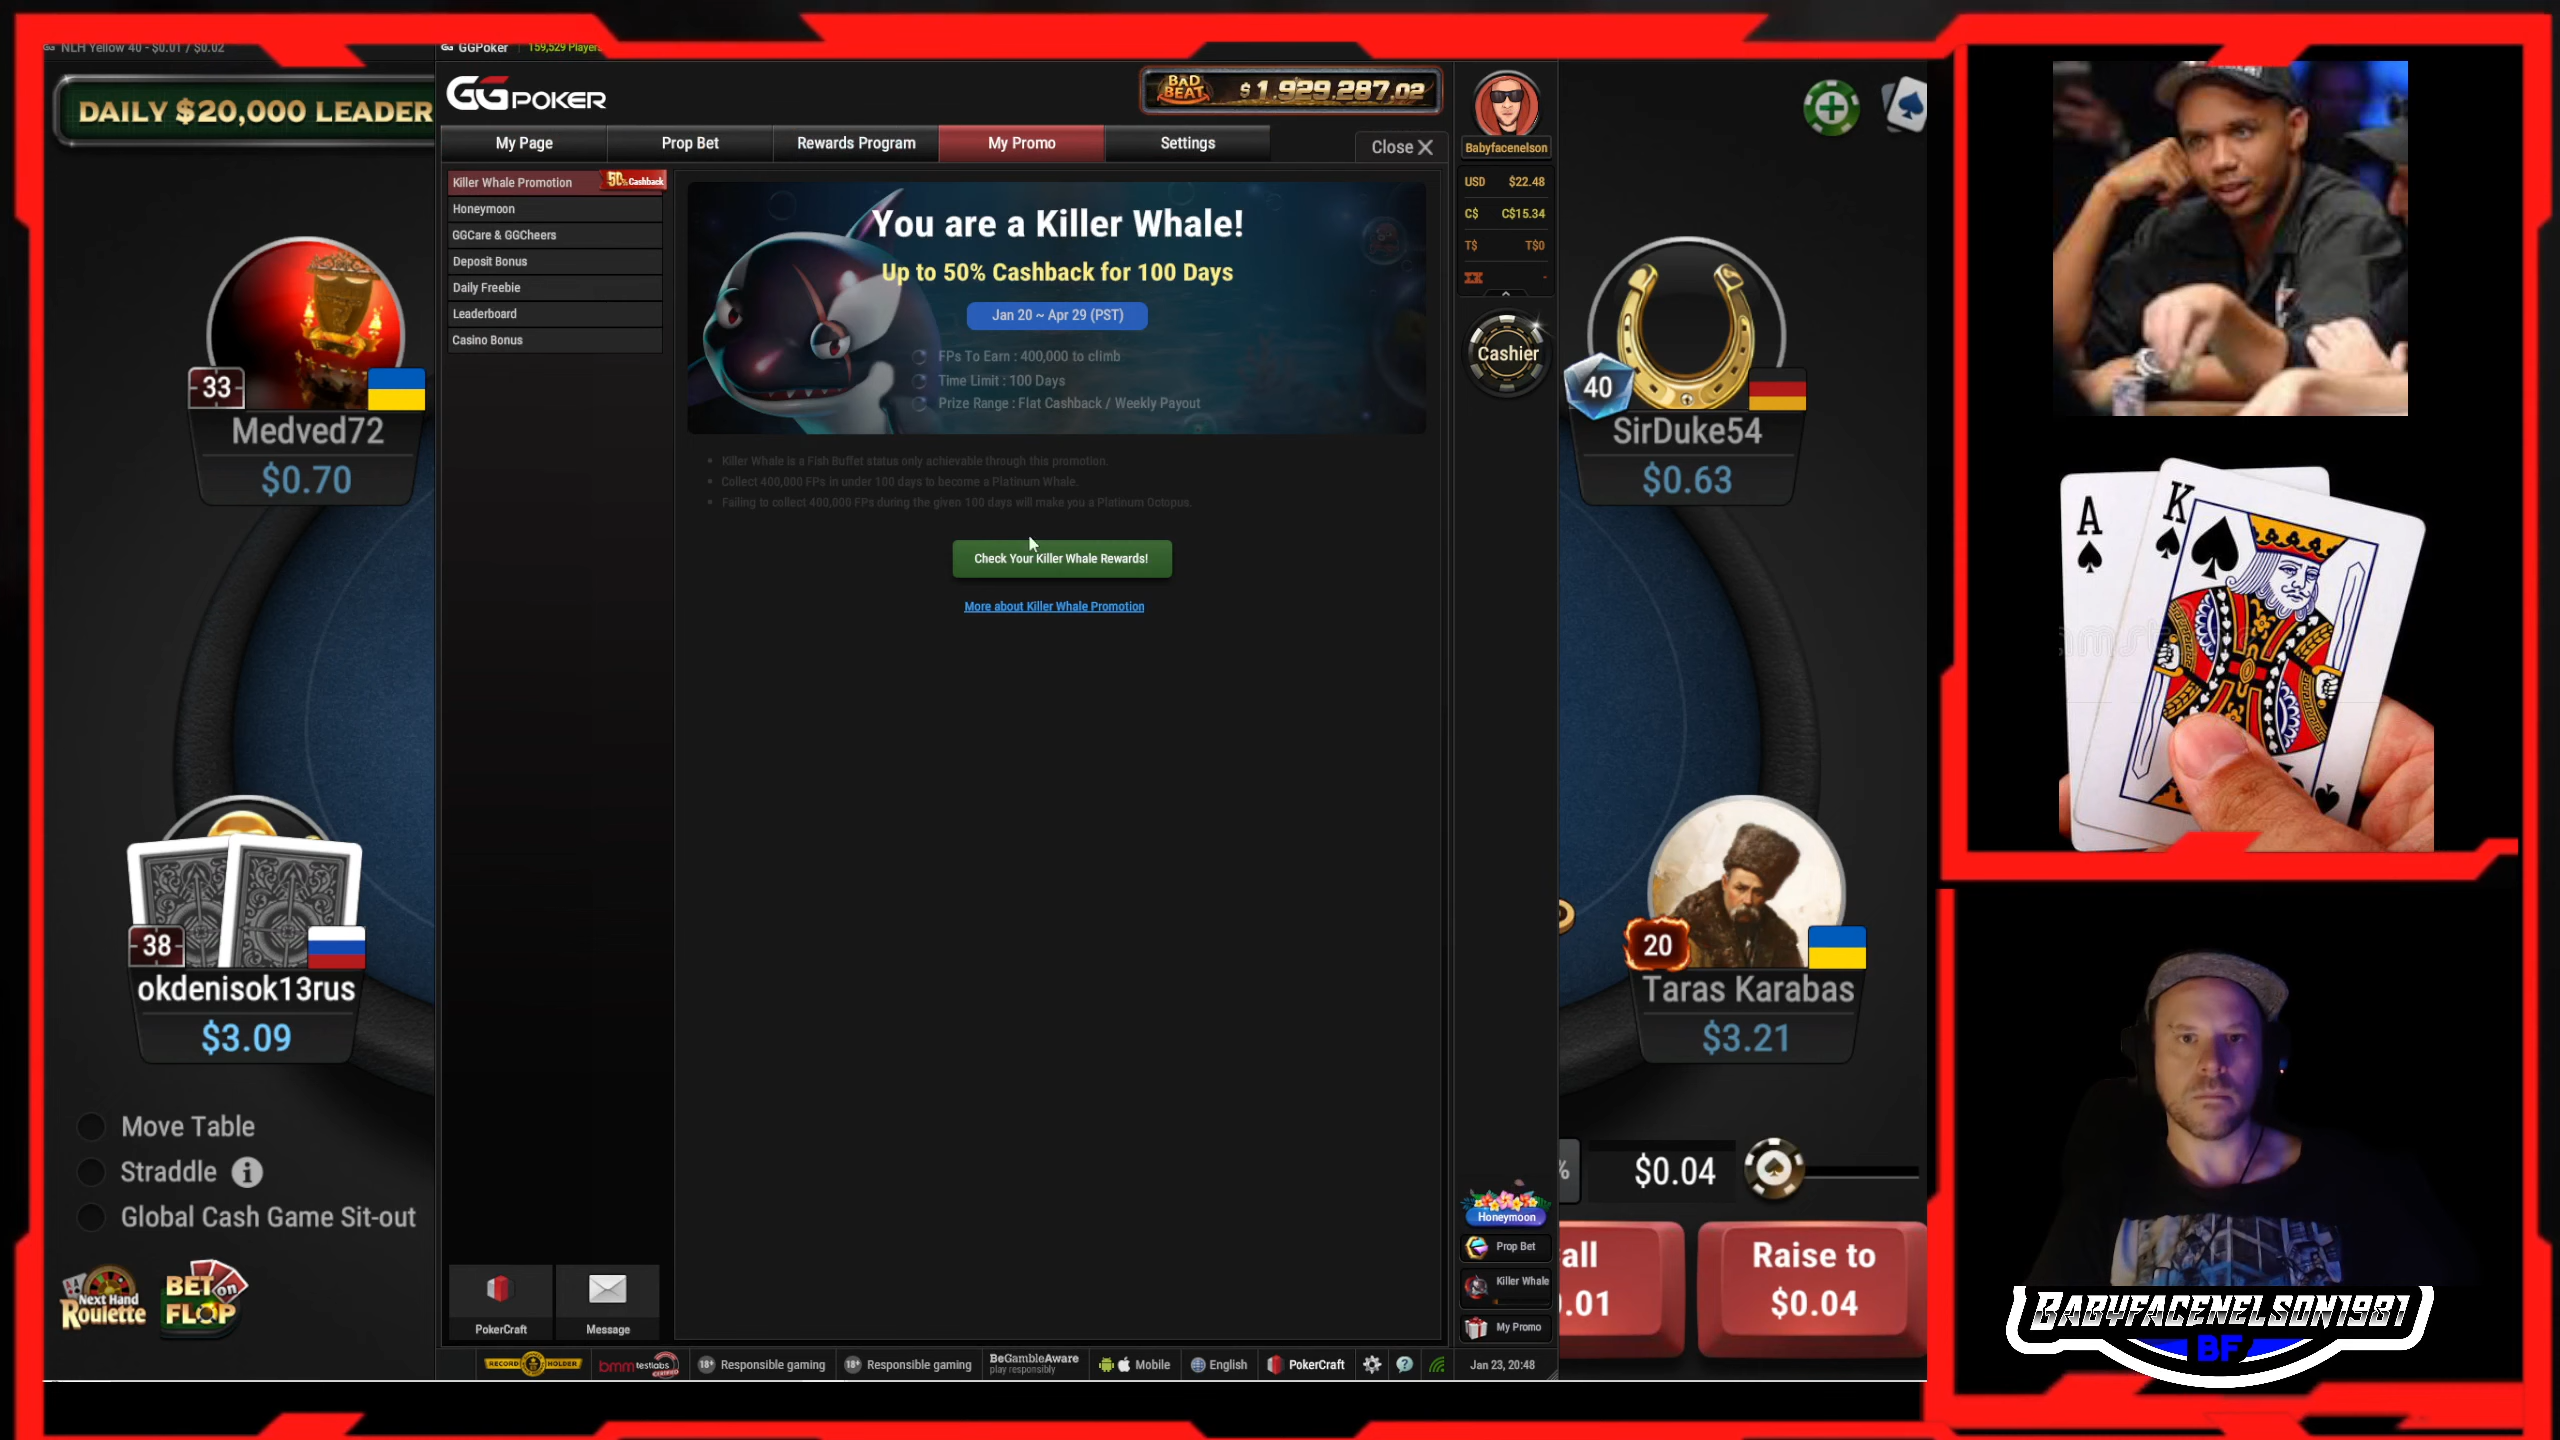 NLH Yellow 40 - $0.01 / $0.02
GGPoker
159,529 Players
DAILY $20,000 LEADER
GGPOKER
BAD BEAT
$1,929,287.02
My Page
Prop Bet
Rewards Program
My Promo
Settings
Close X
Killer Whale Promotion
50% Cashback
Honeymoon
GGCare & GGCheers
Deposit Bonus
Daily Freebie
Leaderboard
Casino Bonus
You are a Killer Whale!
Up to 50% Cashback for 100 Days
Jan 20 ~ Apr 29 (PST)
FPs To Earn : 400,000 to climb
Time Limit : 100 Days
Prize Range : Flat Cashback / Weekly Payout
Killer Whale is a Fish Buffet status only achievable through this promotion.
Collect 400,000 FPs in under 100 days to become a Platinum Whale.
Failing to collect 400,000 FPs during the given 100 days will make you a Platinum Octopus.
Check Your Killer Whale Rewards!
More about Killer Whale Promotion
Babyfacenelson
USD $22.48
C$ C$15.34
T$ T$0
-
Cashier
33
Medved72
$0.70
38
okdenisok13rus
$3.09
40
SirDuke54
$0.63
20
Taras Karabas
$3.21
Move Table
Straddle i
Global Cash Game Sit-out
Next Hand
Roulette
BET on
FLOP
PokerCraft
Message
Honeymoon
Prop Bet
Killer Whale
My Promo
%
$0.04
all
.01
Raise to
$0.04
RECORD HOLDER
bmm testlabs
CERTIFIED
18+ Responsible gaming
18+ Responsible gaming
BeGambleAware
play responsibly
Mobile
English
PokerCraft
Jan 23, 20:48
A
K
BABYFACENELSON1981
BF